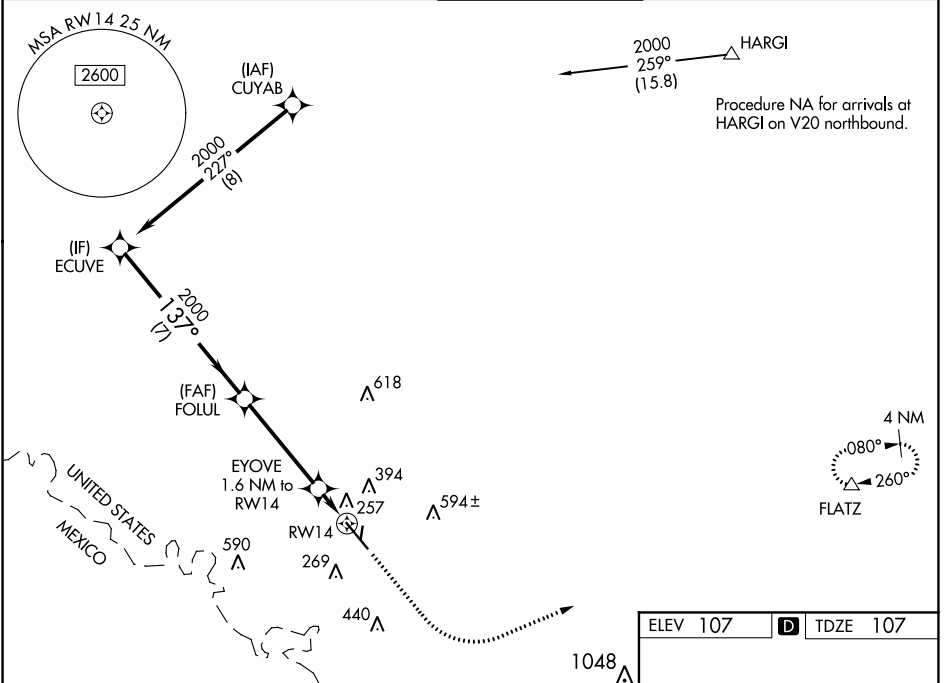 MSA RW14 25 NM
2600
(IAF)
CUYAB
2000
227°
(8)
2000
259°
(15.8)
HARGI
Procedure NA for arrivals at
HARGI on V20 northbound.
(IF)
ECUVE
2000
137°
(7)
(FAF)
FOLUL
618
4 NM
080°
260°
FLATZ
EYOVE
1.6 NM to
RW14
394
257
594±
RW14
UNITED STATES
MEXICO
590
269
440
1048
ELEV 107
D
TDZE 107